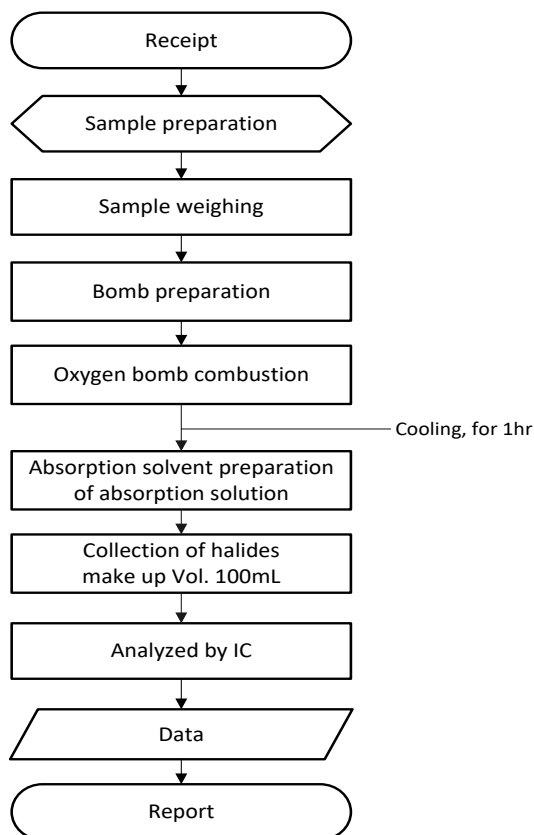 Receipt
Sample preparation
Sample weighing
Bomb preparation
Oxygen bomb combustion
Cooling, for 1hr
Absorption solvent preparation
of absorption solution
Collection of halides
make up Vol. 100mL
Analyzed by IC
Data
Report